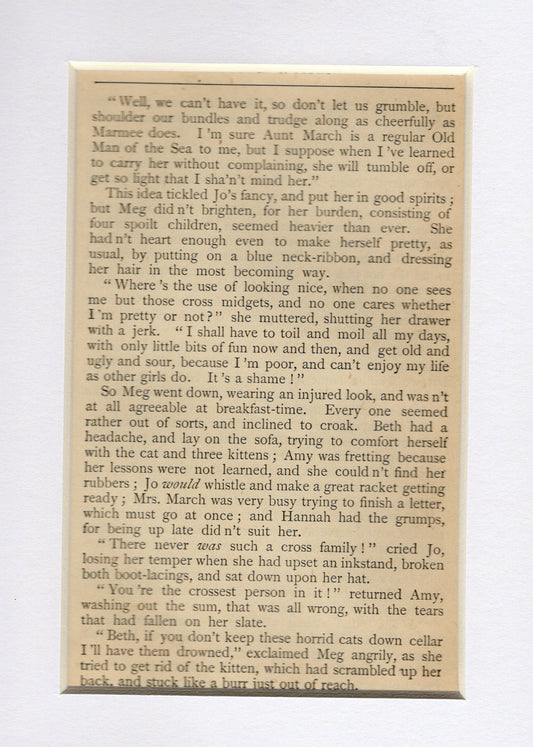 “Well, we can't have it, so don't let us grumble, but
shoulder our bundles and trudge along as cheerfully as
Marmee does. I'm sure Aunt March is a regular Old
Man of the Sea to me, but I suppose when I've learned
to carry her without complaining, she will tumble off, or
get so light that I sha'n't mind her.”
This idea tickled Jo's fancy, and put her in good spirits;
but Meg didn't brighten, for her burden, consisting of
four spoilt children, seemed heavier than ever. She
hadn't heart enough even to make herself pretty, as
usual, by putting on a blue neck-ribbon, and dressing
her hair in the most becoming way.
“Where's the use of looking nice, when no one sees
me but those cross midgets, and no one cares whether
I'm pretty or not?” she muttered, shutting her drawer
with a jerk. “I shall have to toil and moil all my days,
with only little bits of fun now and then, and get old and
ugly and sour, because I'm poor, and can't enjoy my life
as other girls do. It's a shame!”
So Meg went down, wearing an injured look, and wasn't
at all agreeable at breakfast-time. Every one seemed
rather out of sorts, and inclined to croak. Beth had a
headache, and lay on the sofa, trying to comfort herself
with the cat and three kittens; Amy was fretting because
her lessons were not learned, and she couldn't find her
rubbers; Jo would whistle and make a great racket getting
ready; Mrs. March was very busy trying to finish a letter,
which must go at once; and Hannah had the grumps,
for being up late didn't suit her.
“There never was such a cross family!” cried Jo,
losing her temper when she had upset an inkstand, broken
both boot-lacings, and sat down upon her hat.
“You're the crossest person in it!” returned Amy,
washing out the sum, that was all wrong, with the tears
that had fallen on her slate.
“Beth, if you don't keep these horrid cats down cellar
I'll have them drowned,” exclaimed Meg angrily, as she
tried to get rid of the kitten, which had scrambled up her
back, and stuck like a burr just out of reach.